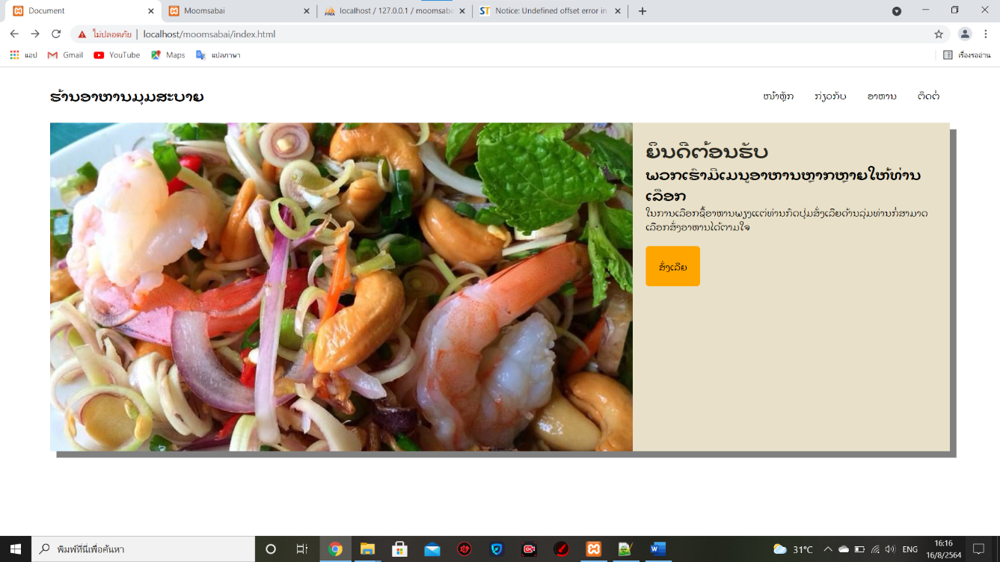 Document
Moomsabai
localhost / 127.0.0.1 / moomsaba
Notice: Undefined offset error in
ไม่ปลอดภัย
localhost/moomsabai/index.html
แอป
Gmail
YouTube
Maps
แปลภาษา
เรื่องรออ่าน
ຮ້ານອາຫານມຸມສະບາຍ
ໜ້າຫຼັກ
ກ່ຽວກັບ
ອາຫານ
ຕິດຕໍ່
ຍິນດີຕ້ອນຮັບ
ພວກເຮົາມີເມນູອາຫານຫຼາກຫຼາຍໃຫ້ທ່ານ
ເລືອກ
ໃນການເລືອກຊື້ອາຫານພຽງແຕ່ທ່ານກົດປຸ່ມສັ່ງເລີຍດ້ານລຸ່ມທ່ານກໍ່ສາມາດ
ເລືອກສັ່ງອາຫານໄດ້ຕາມໃຈ
ສັ່ງເລີຍ
พิมพ์ที่นี่เพื่อค้นหา
31°C
ENG
16:16
16/8/2564